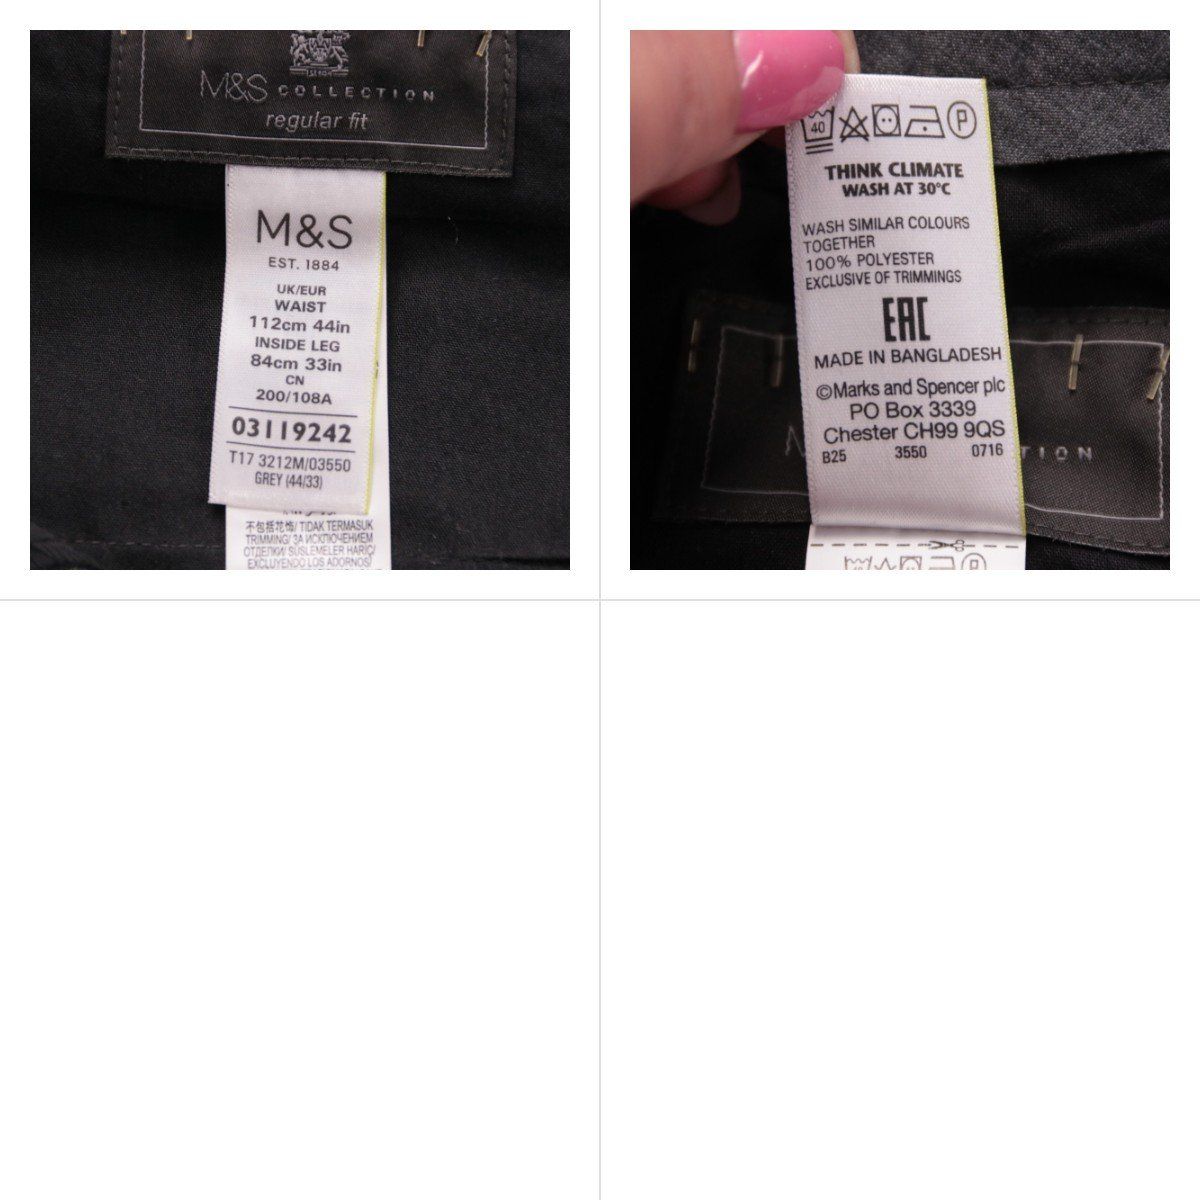 M&S COLLECTION
regular fit
M&S
EST. 1884
UK/EUR
WAIST
112cm 44in
INSIDE LEG
84cm 33in
CN
200/108A
03119242
T17 3212M/03550
GREY (44/33)
不包括花饰/ TIDAK TERMASUK
TRIMMING/ ЗА ИСКЛЮЧЕНИЕМ
ОТДЕЛКИ/ SÜSLEMELER HARİÇ/
EXCLUYENDO LOS ADORNOS/
40
P
THINK CLIMATE
WASH AT 30°C
WASH SIMILAR COLOURS
TOGETHER
100% POLYESTER
EXCLUSIVE OF TRIMMINGS
EAC
MADE IN BANGLADESH
©Marks and Spencer plc
PO Box 3339
Chester CH99 9QS
B25 3550 0716
TION